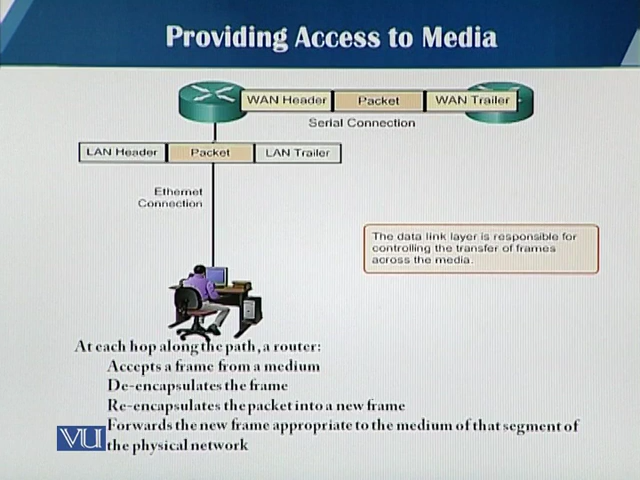 Providing Access to Media
WAN Header Packet WAN Trailer
Serial Connection
LAN Header Packet LAN Trailer
Ethernet
Connection
The data link layer is responsible for
controlling the transfer of frames
across the media.
At each hop along the path, a router:
Accepts a frame from a medium
De-encapsulates the frame
Re-encapsulates the packet into a new frame
Forwards the new frame appropriate to the medium of that segment of
the physical network
VU